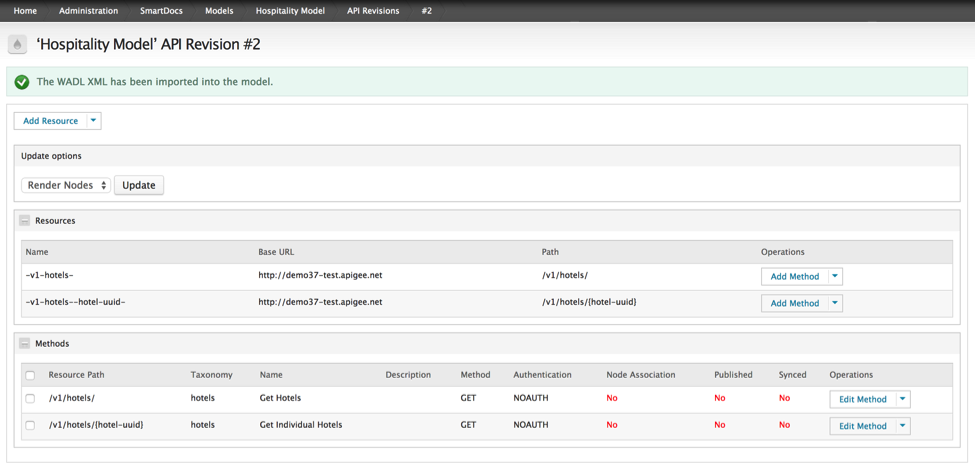 Home Administration SmartDocs Models Hospitality Model API Revisions #2
‘Hospitality Model’ API Revision #2
The WADL XML has been imported into the model.
Add Resource
Update options
Render Nodes Update
Resources
Name Base URL Path Operations
-v1-hotels- http://demo37-test.apigee.net /v1/hotels/ Add Method
-v1-hotels--hotel-uuid- http://demo37-test.apigee.net /v1/hotels/{hotel-uuid} Add Method
Methods
Resource Path Taxonomy Name Description Method Authentication Node Association Published Synced Operations
/v1/hotels/ hotels Get Hotels GET NOAUTH No No No Edit Method
/v1/hotels/{hotel-uuid} hotels Get Individual Hotels GET NOAUTH No No No Edit Method